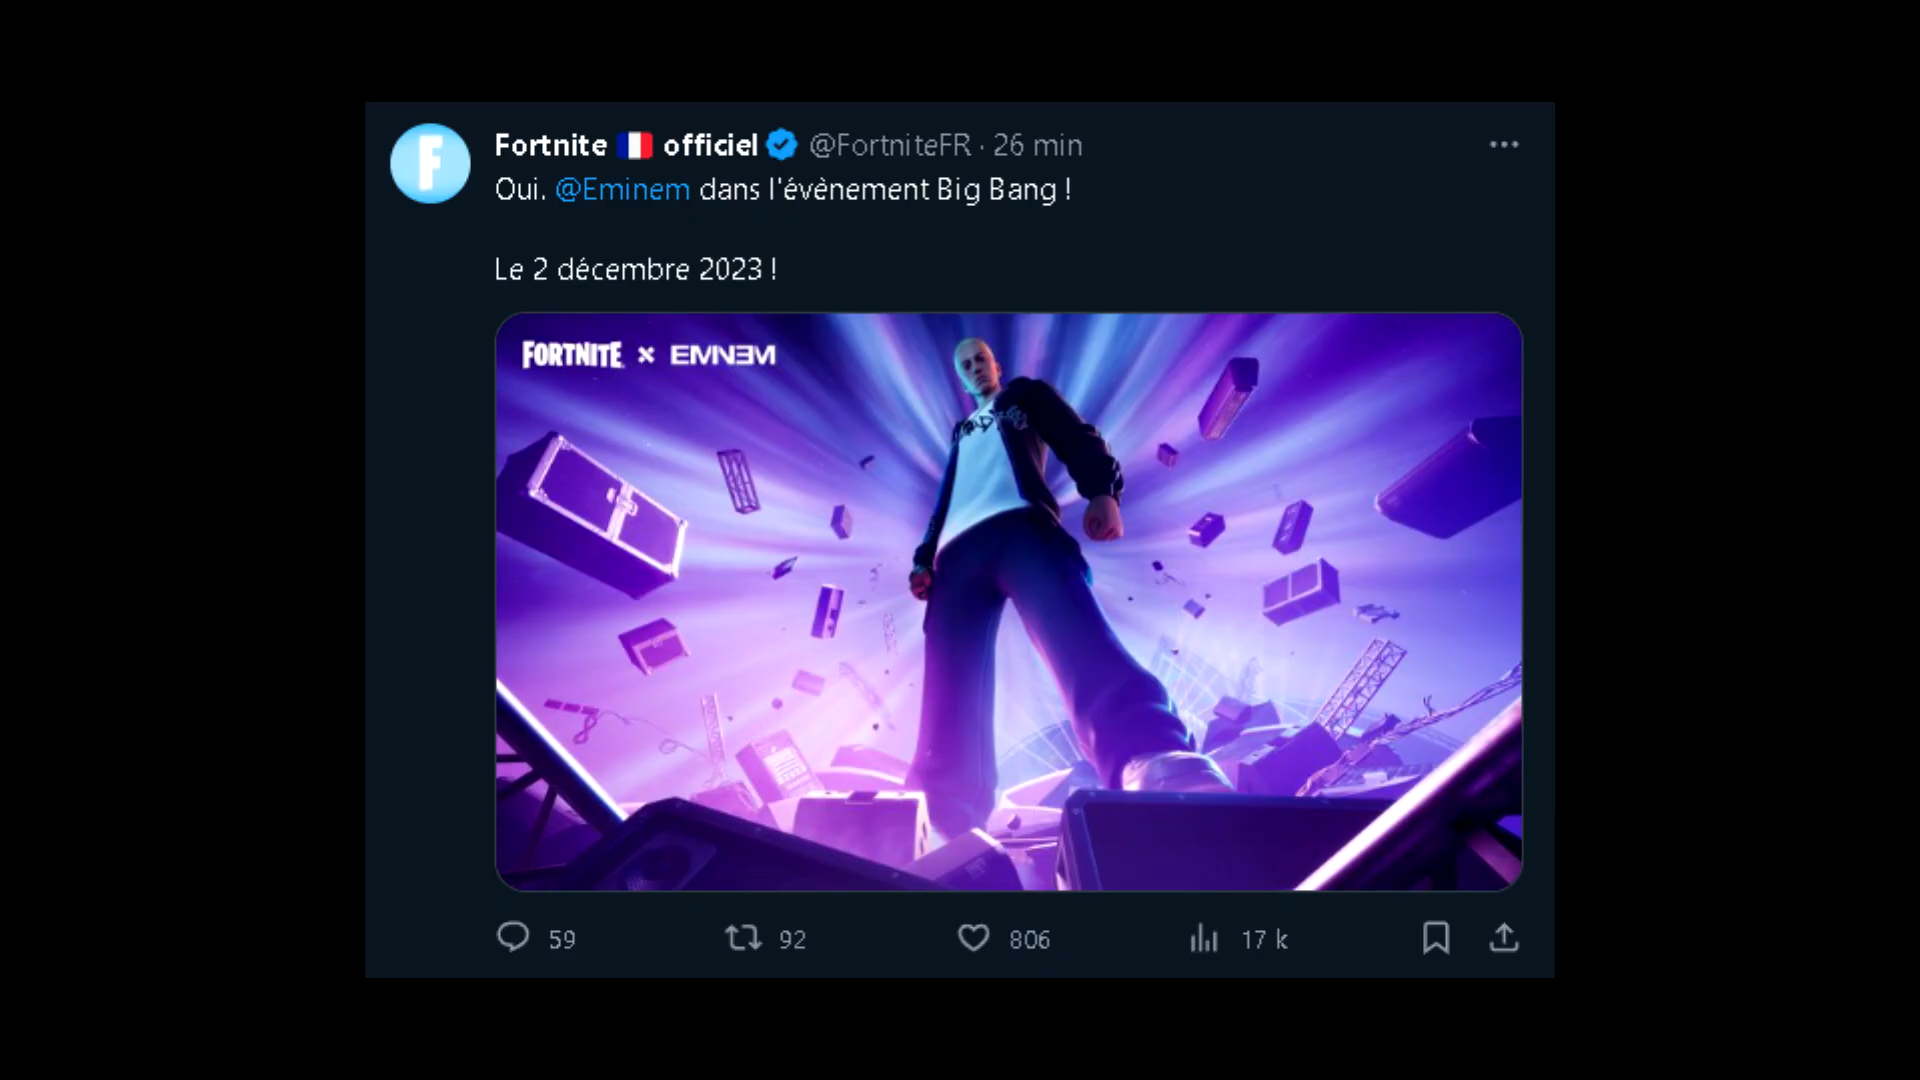 Fortnite 🇫🇷 officiel @FortniteFR · 26 min
Oui. @Eminem dans l'évènement Big Bang !
Le 2 décembre 2023 !
FORTNITE × EMINEM
59 92 806 17 k